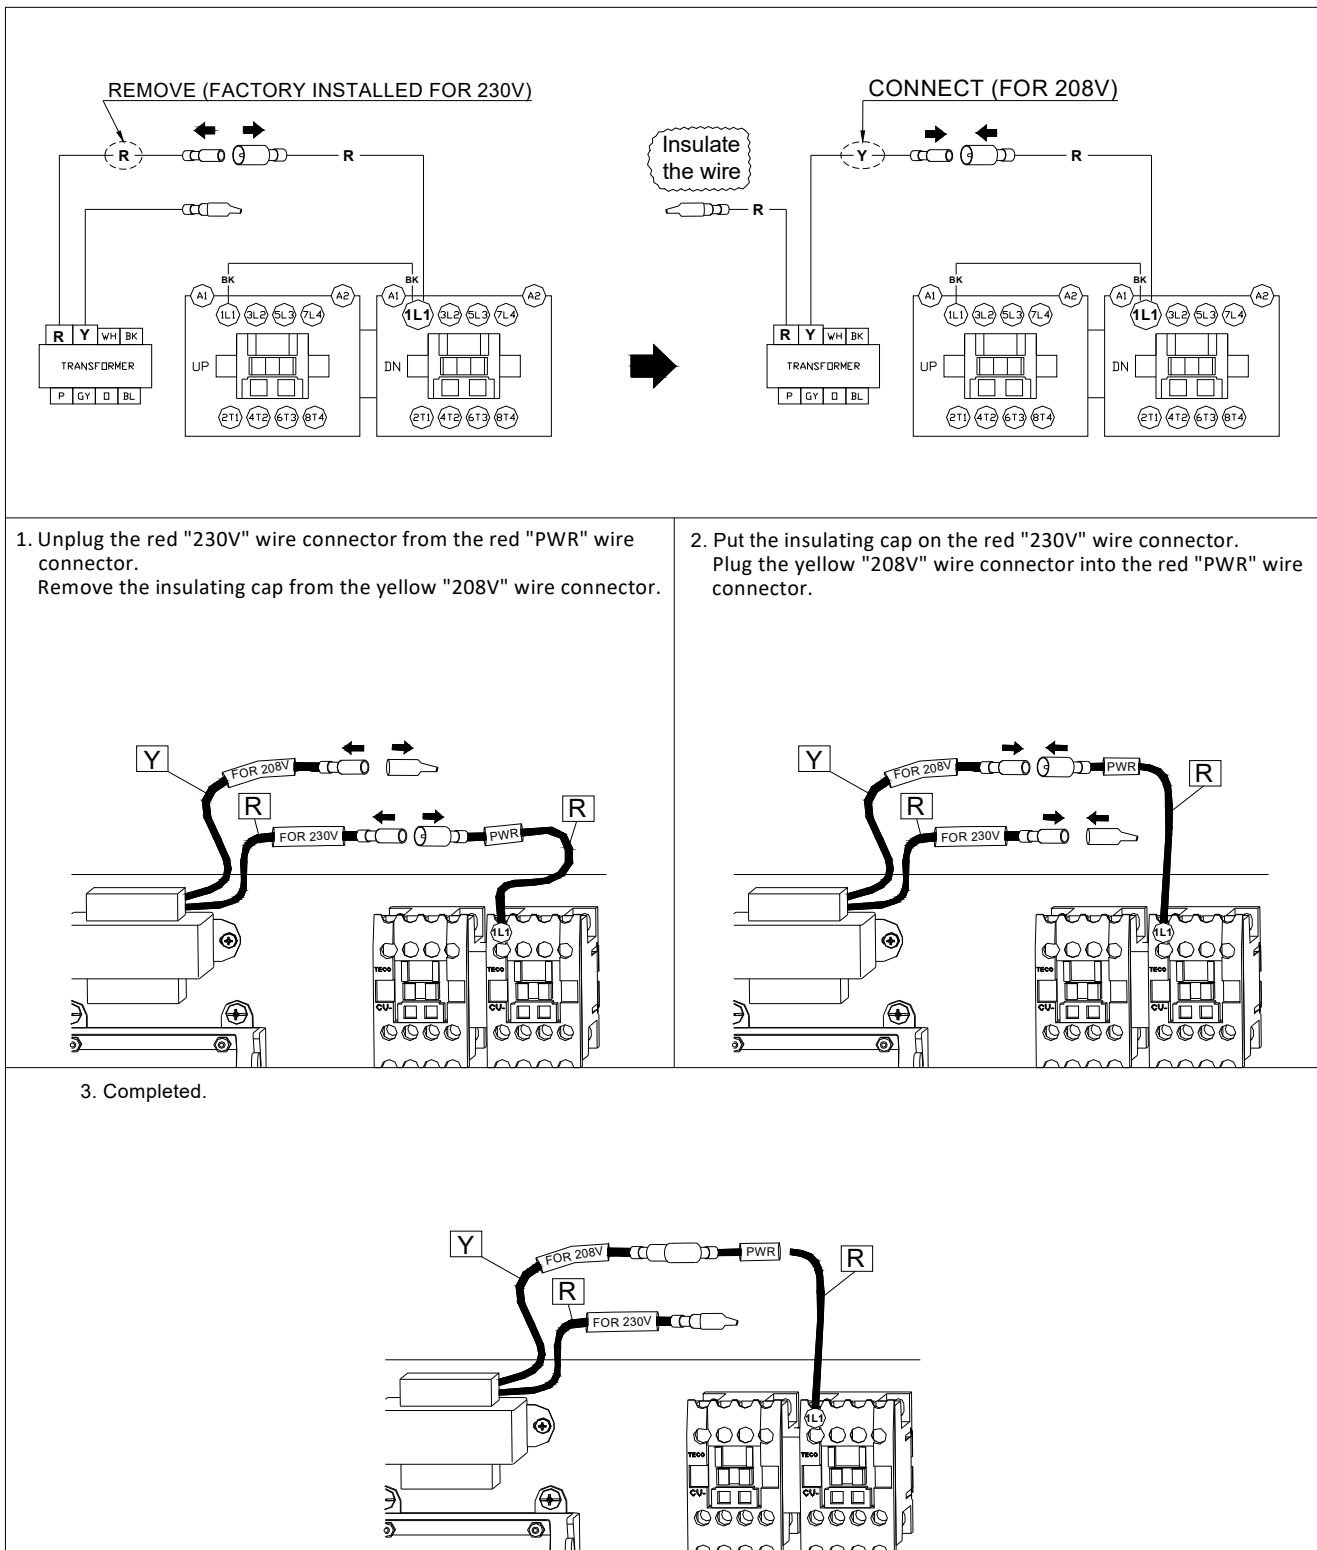 REMOVE (FACTORY INSTALLED FOR 230V)
R
R
BK
BK
A1
A2
A1
A2
1L1 3L2 5L3 7L4
1L1 3L2 5L3 7L4
R Y WH BK
TRANSFORMER
P GY O BL
UP
DN
2T1 4T2 6T3 8T4
2T1 4T2 6T3 8T4
CONNECT (FOR 208V)
Insulate
the wire
Y
R
R
BK
BK
A1
A2
A1
A2
1L1 3L2 5L3 7L4
1L1 3L2 5L3 7L4
R Y WH BK
TRANSFORMER
P GY O BL
UP
DN
2T1 4T2 6T3 8T4
2T1 4T2 6T3 8T4
1. Unplug the red "230V" wire connector from the red "PWR" wire
connector.
Remove the insulating cap from the yellow "208V" wire connector.
Y
FOR 208V
R
FOR 230V
PWR
R
1L1
TECO
TECO
CU-
CU-
2. Put the insulating cap on the red "230V" wire connector.
Plug the yellow "208V" wire connector into the red "PWR" wire
connector.
Y
FOR 208V
PWR
R
R
FOR 230V
1L1
TECO
TECO
CU-
CU-
3. Completed.
Y
FOR 208V
PWR
R
R
FOR 230V
1L1
TECO
TECO
CU-
CU-